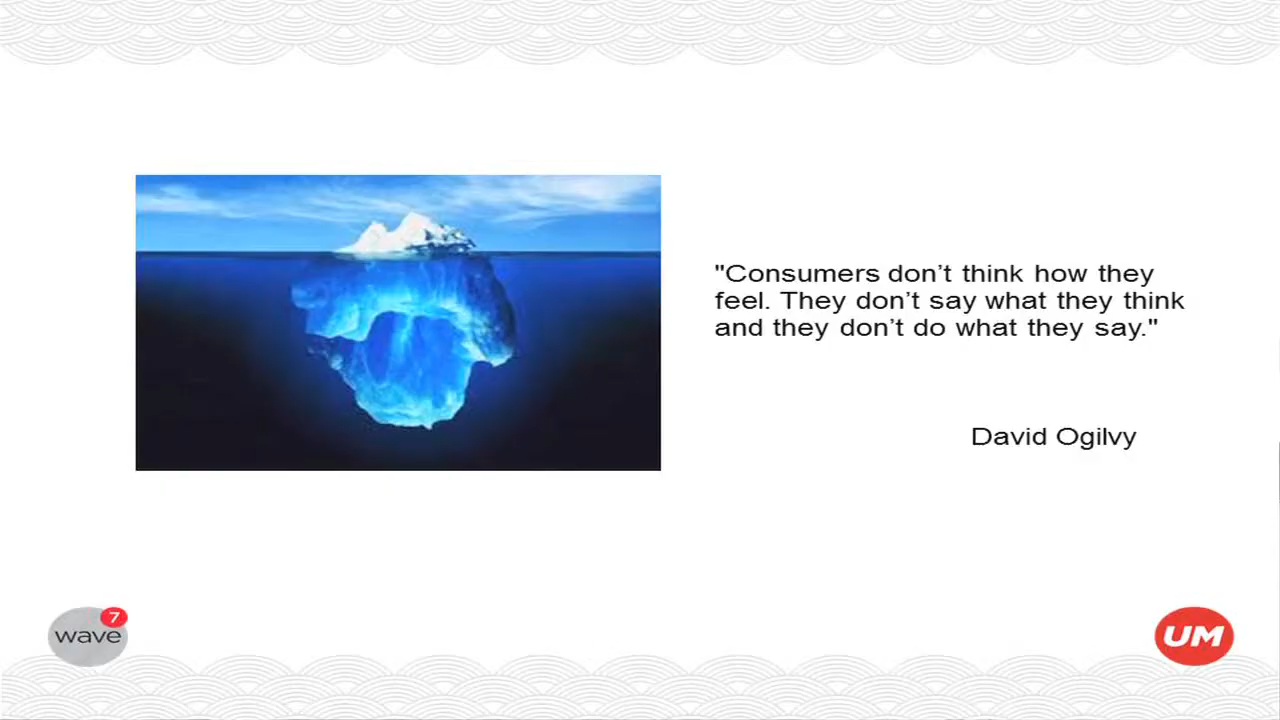 "Consumers don’t think how they
feel. They don’t say what they think
and they don’t do what they say."
David Ogilvy
7
wave
UM